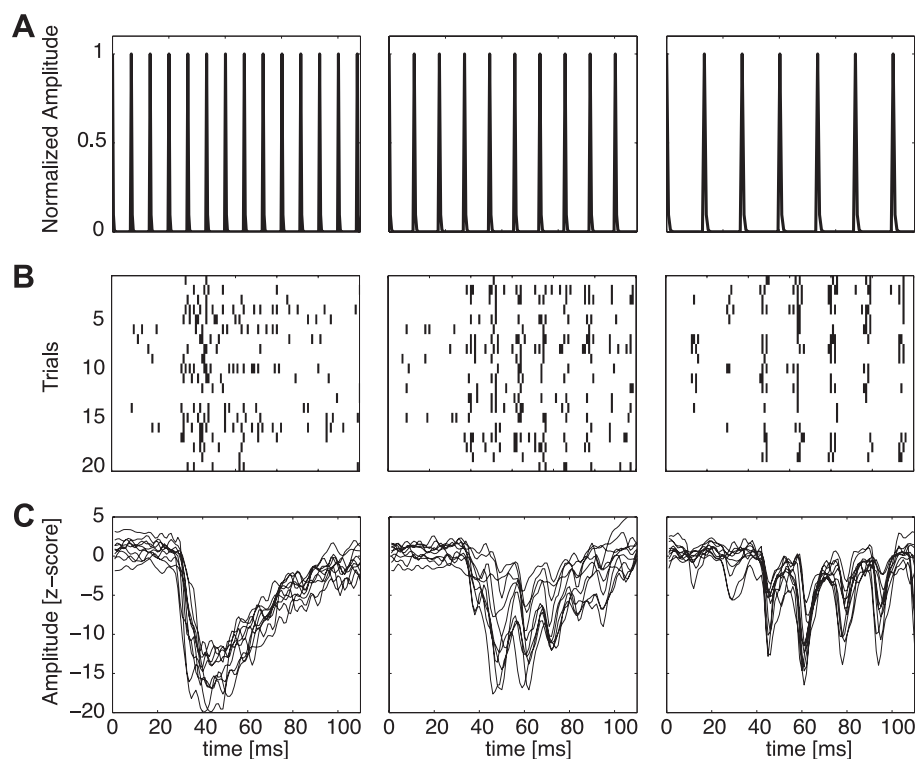 A
Normalized Amplitude
1
0.5
0
B
Trials
5
10
15
20
C
Amplitude [z−score]
5
0
−5
−10
−15
−20
0 20 40 60 80 100
time [ms]
0 20 40 60 80 100
time [ms]
0 20 40 60 80 100
time [ms]